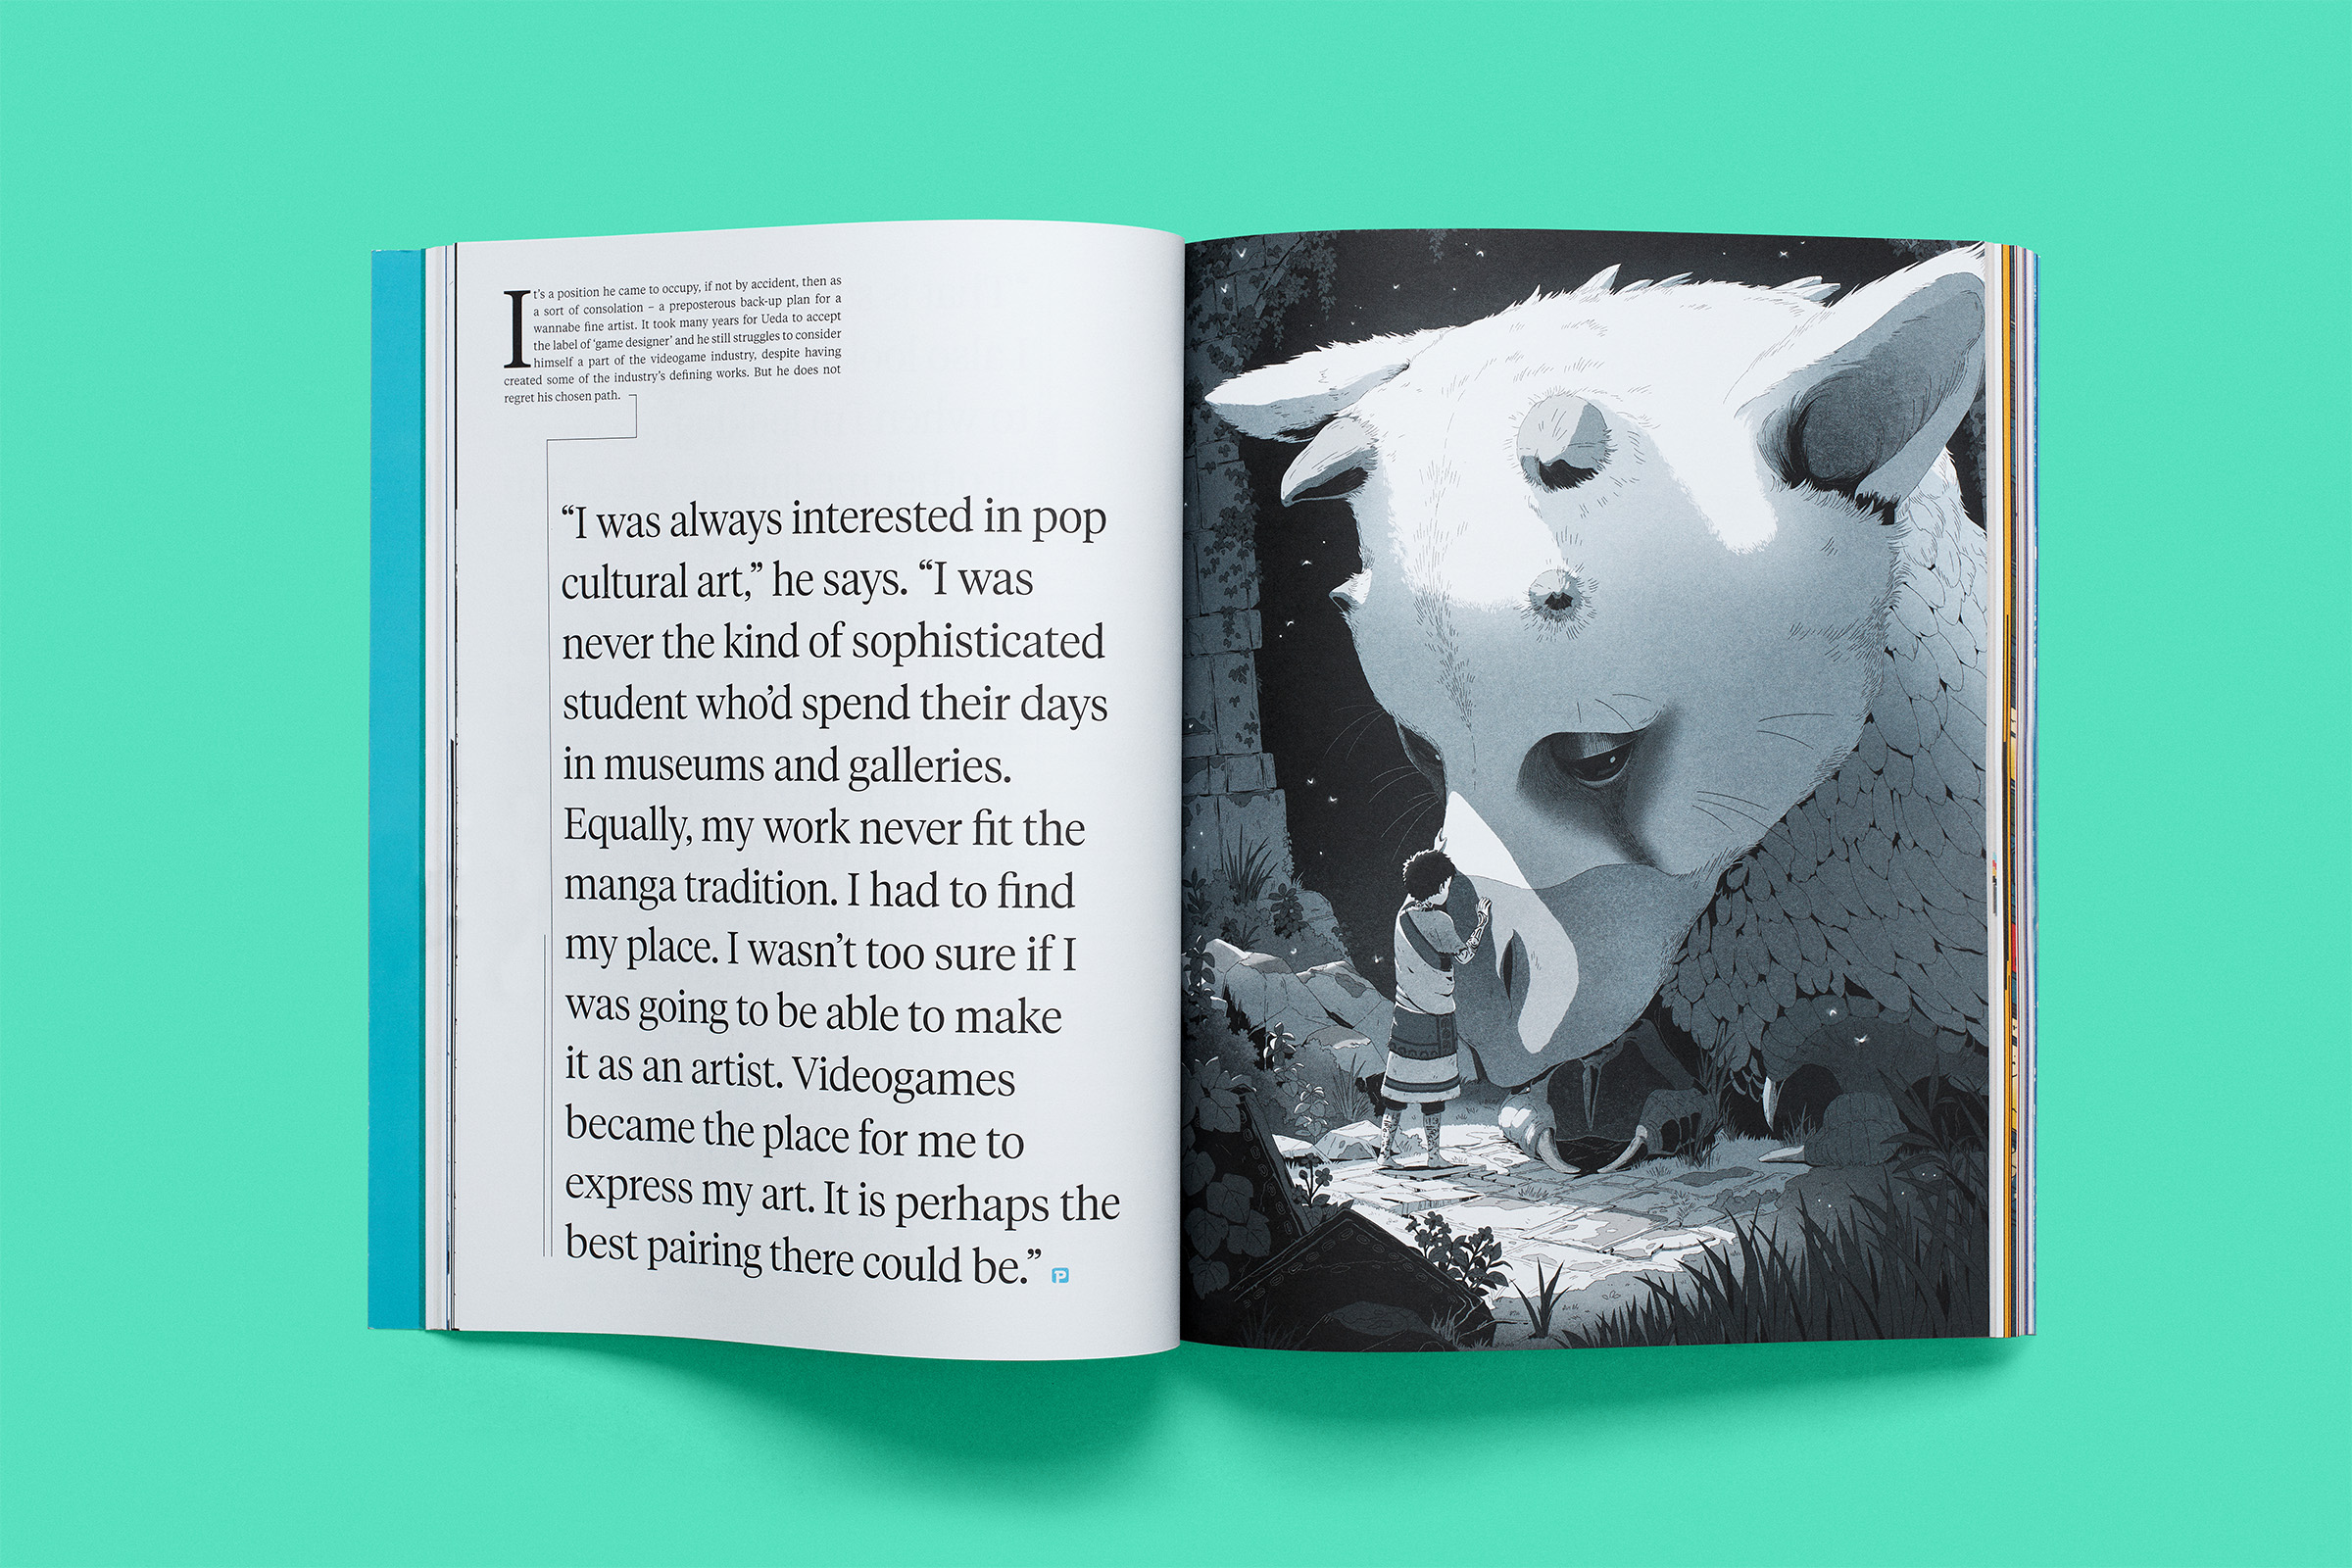 It's a position he came to occupy, if not by accident, then as
a sort of consolation – a preposterous back-up plan for a
wannabe fine artist. It took many years for Ueda to accept
the label of ‘game designer’ and he still struggles to consider
himself a part of the videogame industry, despite having
created some of the industry’s defining works. But he does not
regret his chosen path.
“I was always interested in pop
cultural art,” he says. “I was
never the kind of sophisticated
student who’d spend their days
in museums and galleries.
Equally, my work never fit the
manga tradition. I had to find
my place. I wasn’t too sure if I
was going to be able to make
it as an artist. Videogames
became the place for me to
express my art. It is perhaps the
best pairing there could be.” P